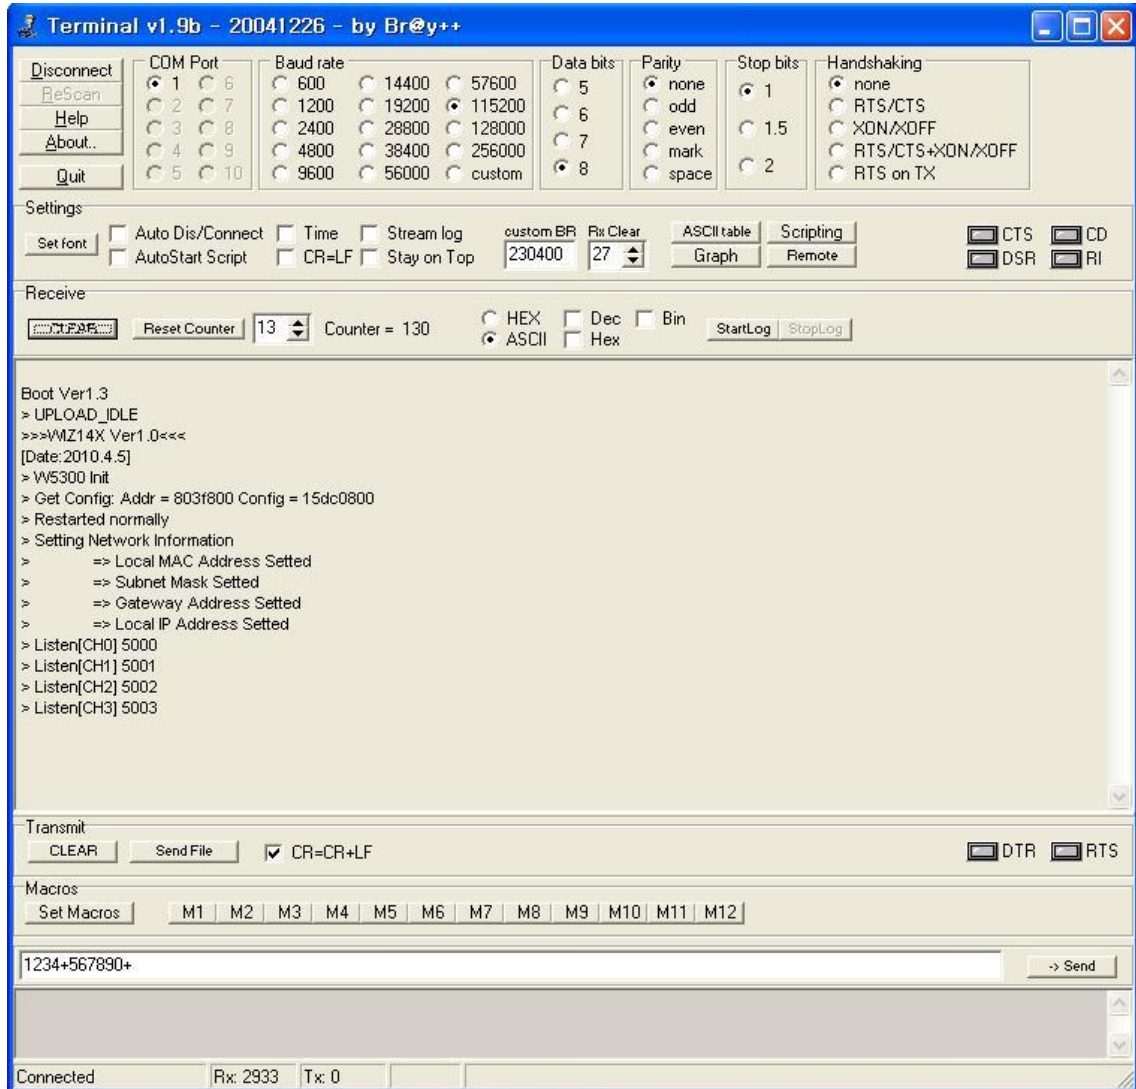 Terminal v1.9b - 20041226 - by Br@y++
Disconnect
ReScan
Help
About..
Quit
COM Port
1 6
2 7
3 8
4 9
5 10
Baud rate
600 14400 57600
1200 19200 115200
2400 28800 128000
4800 38400 256000
9600 56000 custom
Data bits
5
6
7
8
Parity
none
odd
even
mark
space
Stop bits
1
1.5
2
Handshaking
none
RTS/CTS
XON/XOFF
RTS/CTS+XON/XOFF
RTS on TX
Settings
Set font
Auto Dis/Connect Time Stream log
AutoStart Script CR=LF Stay on Top
custom BR Rx Clear
230400 27
ASCII table Scripting
Graph Remote
CTS CD
DSR RI
Receive
CLEAR Reset Counter 13 Counter = 130
HEX Dec Bin
ASCII Hex
StartLog StopLog
Boot Ver1.3
> UPLOAD_IDLE
>>>WIZ14X Ver1.0<<<
[Date:2010.4.5]
> W5300 Init
> Get Config: Addr = 803f800 Config = 15dc0800
> Restarted normally
> Setting Network Information
> => Local MAC Address Setted
> => Subnet Mask Setted
> => Gateway Address Setted
> => Local IP Address Setted
> Listen[CH0] 5000
> Listen[CH1] 5001
> Listen[CH2] 5002
> Listen[CH3] 5003
Transmit
CLEAR Send File CR=CR+LF DTR RTS
Macros
Set Macros M1 M2 M3 M4 M5 M6 M7 M8 M9 M10 M11 M12
1234+567890+ -> Send
Connected Rx: 2933 Tx: 0